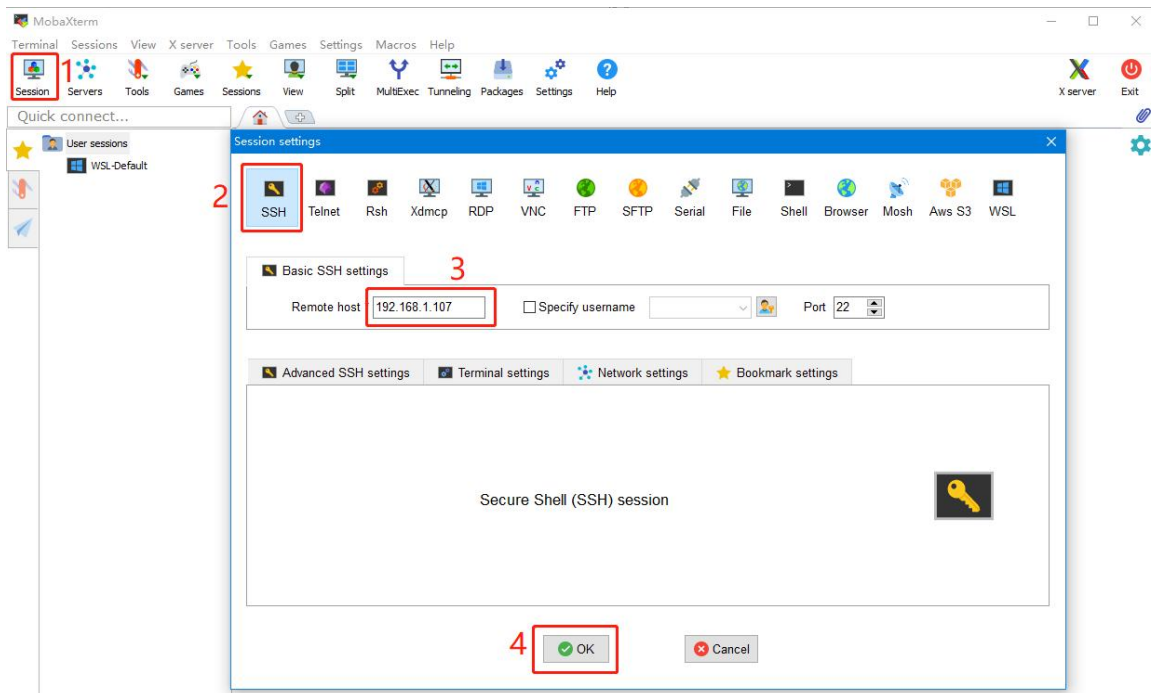 MobaXterm
Terminal Sessions View X server Tools Games Settings Macros Help
1
Session Servers Tools Games Sessions View Split MultiExec Tunneling Packages Settings Help X server Exit
Quick connect...
User sessions
WSL-Default
Session settings
2
SSH Telnet Rsh Xdmcp RDP VNC FTP SFTP Serial File Shell Browser Mosh Aws S3 WSL
Basic SSH settings
3
Remote host * 192.168.1.107 Specify username Port 22
Advanced SSH settings Terminal settings Network settings Bookmark settings
Secure Shell (SSH) session
4
OK Cancel